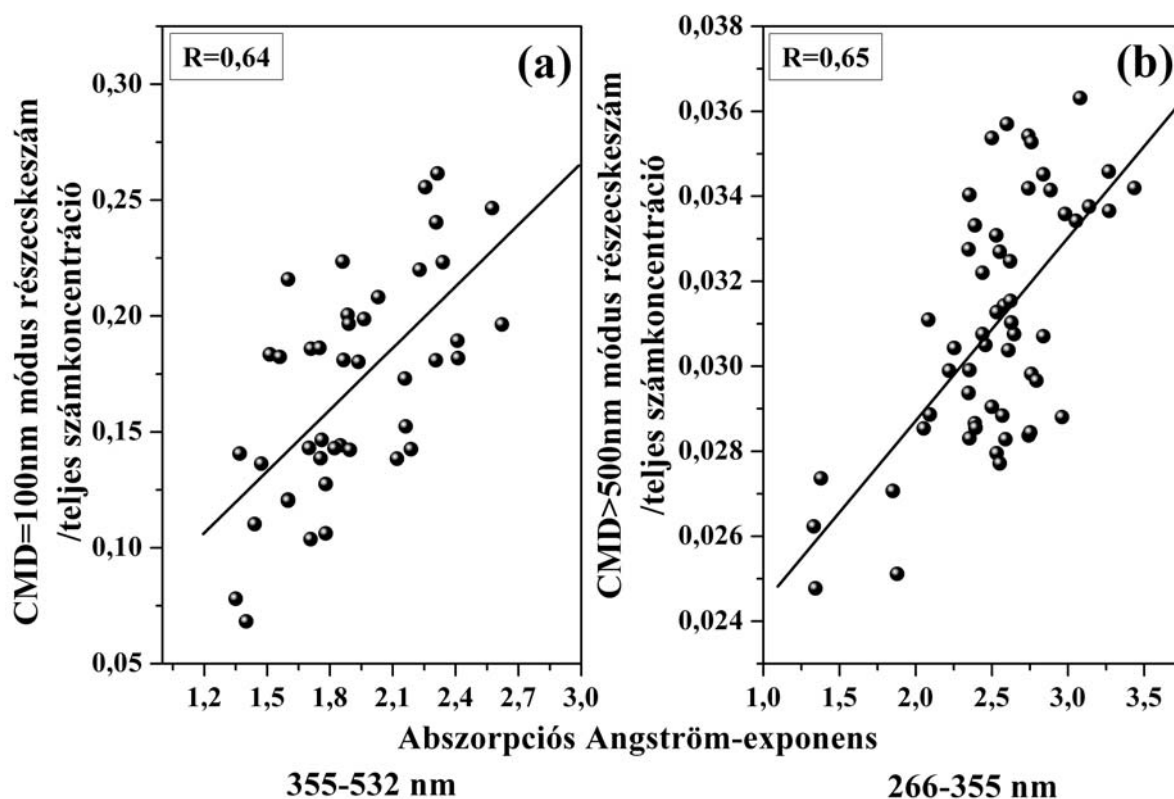 R=0,64
(a)
CMD=100nm módus részecskeszám
/teljes számkoncentráció
0,30
0,25
0,20
0,15
0,10
0,05
1,2 1,5 1,8 2,1 2,4 2,7 3,0
R=0,65
(b)
CMD>500nm módus részecskeszám
/teljes számkoncentráció
0,038
0,036
0,034
0,032
0,030
0,028
0,026
0,024
1,0 1,5 2,0 2,5 3,0 3,5
Abszorpciós Angström-exponens
355-532 nm
266-355 nm